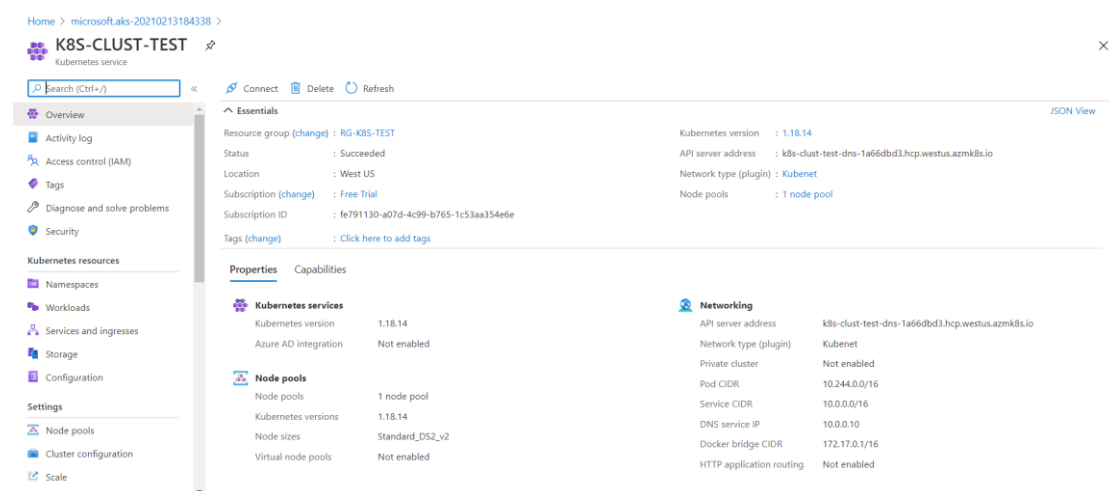 Home > microsoft.aks-20210213184338 >
K8S-CLUST-TEST
Kubernetes service
Search (Ctrl+/)
«
Connect Delete Refresh
Overview
Activity log
Access control (IAM)
Tags
Diagnose and solve problems
Security
Kubernetes resources
Namespaces
Workloads
Services and ingresses
Storage
Configuration
Settings
Node pools
Cluster configuration
Scale
Essentials
JSON View
Resource group (change) : RG-K8S-TEST
Status : Succeeded
Location : West US
Subscription (change) : Free Trial
Subscription ID : fe791130-a07d-4c99-b765-1c53aa354e6e
Tags (change) : Click here to add tags
Kubernetes version : 1.18.14
API server address : k8s-clust-test-dns-1a66dbd3.hcp.westus.azmk8s.io
Network type (plugin) : Kubenet
Node pools : 1 node pool
Properties Capabilities
Kubernetes services
Kubernetes version 1.18.14
Azure AD integration Not enabled
Node pools
Node pools 1 node pool
Kubernetes versions 1.18.14
Node sizes Standard_DS2_v2
Virtual node pools Not enabled
Networking
API server address k8s-clust-test-dns-1a66dbd3.hcp.westus.azmk8s.io
Network type (plugin) Kubenet
Private cluster Not enabled
Pod CIDR 10.244.0.0/16
Service CIDR 10.0.0.0/16
DNS service IP 10.0.0.10
Docker bridge CIDR 172.17.0.1/16
HTTP application routing Not enabled